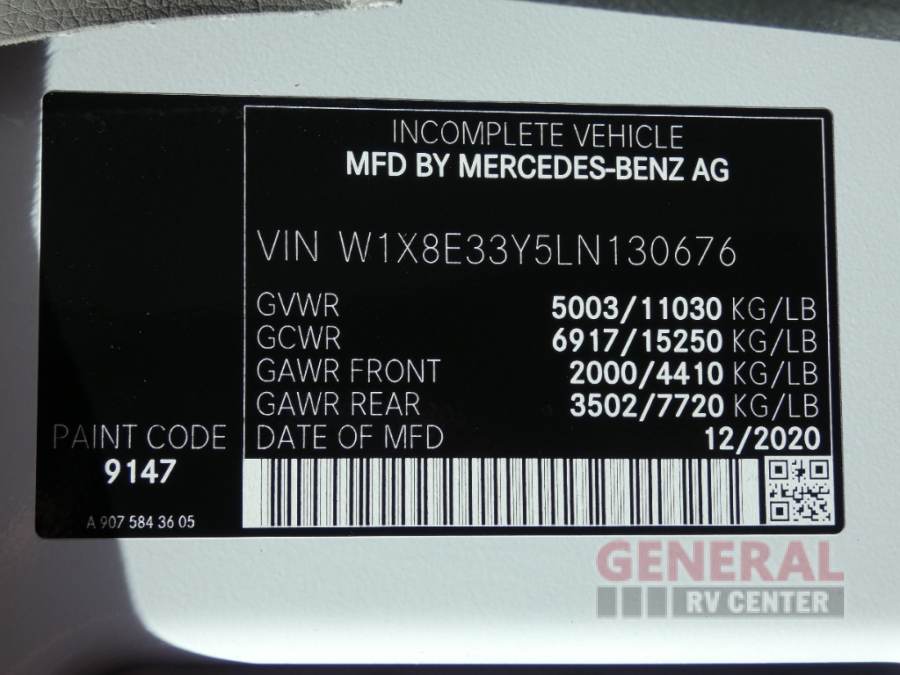 INCOMPLETE VEHICLE
MFD BY MERCEDES-BENZ AG
VIN W1X8E33Y5LN130676
GVWR 5003/11030 KG/LB
GCWR 6917/15250 KG/LB
GAWR FRONT 2000/4410 KG/LB
GAWR REAR 3502/7720 KG/LB
DATE OF MFD 12/2020
PAINT CODE
9147
A 907 584 36 05
GENERAL
RV CENTER